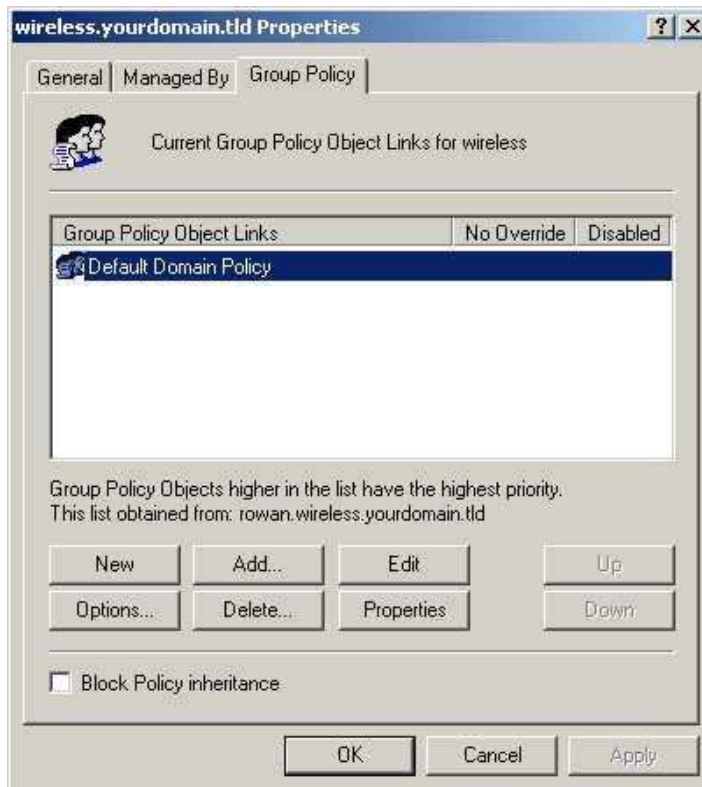 wireless.yourdomain.tld Properties
General Managed By Group Policy
Current Group Policy Object Links for wireless
Group Policy Object Links No Override Disabled
Default Domain Policy
Group Policy Objects higher in the list have the highest priority.
This list obtained from: rowan.wireless.yourdomain.tld
New Add... Edit Up
Options... Delete... Properties Down
Block Policy inheritance
OK Cancel Apply